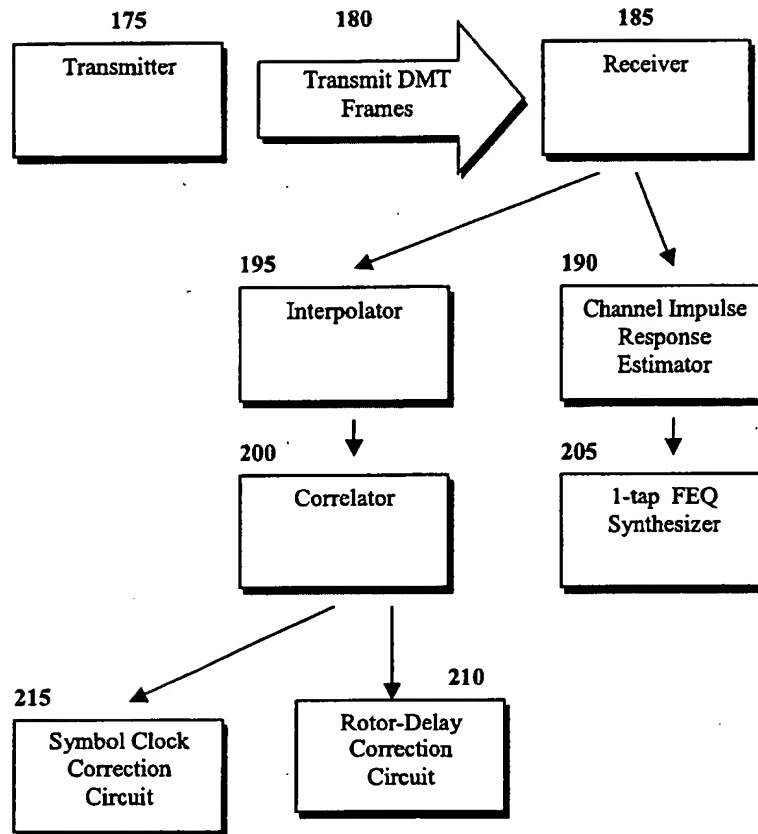 175
180
185
Transmitter
Transmit DMT
Frames
Receiver
195
190
Interpolator
Channel Impulse
Response
Estimator
200
205
Correlator
1-tap FEQ
Synthesizer
215
210
Symbol Clock
Correction
Circuit
Rotor-Delay
Correction
Circuit